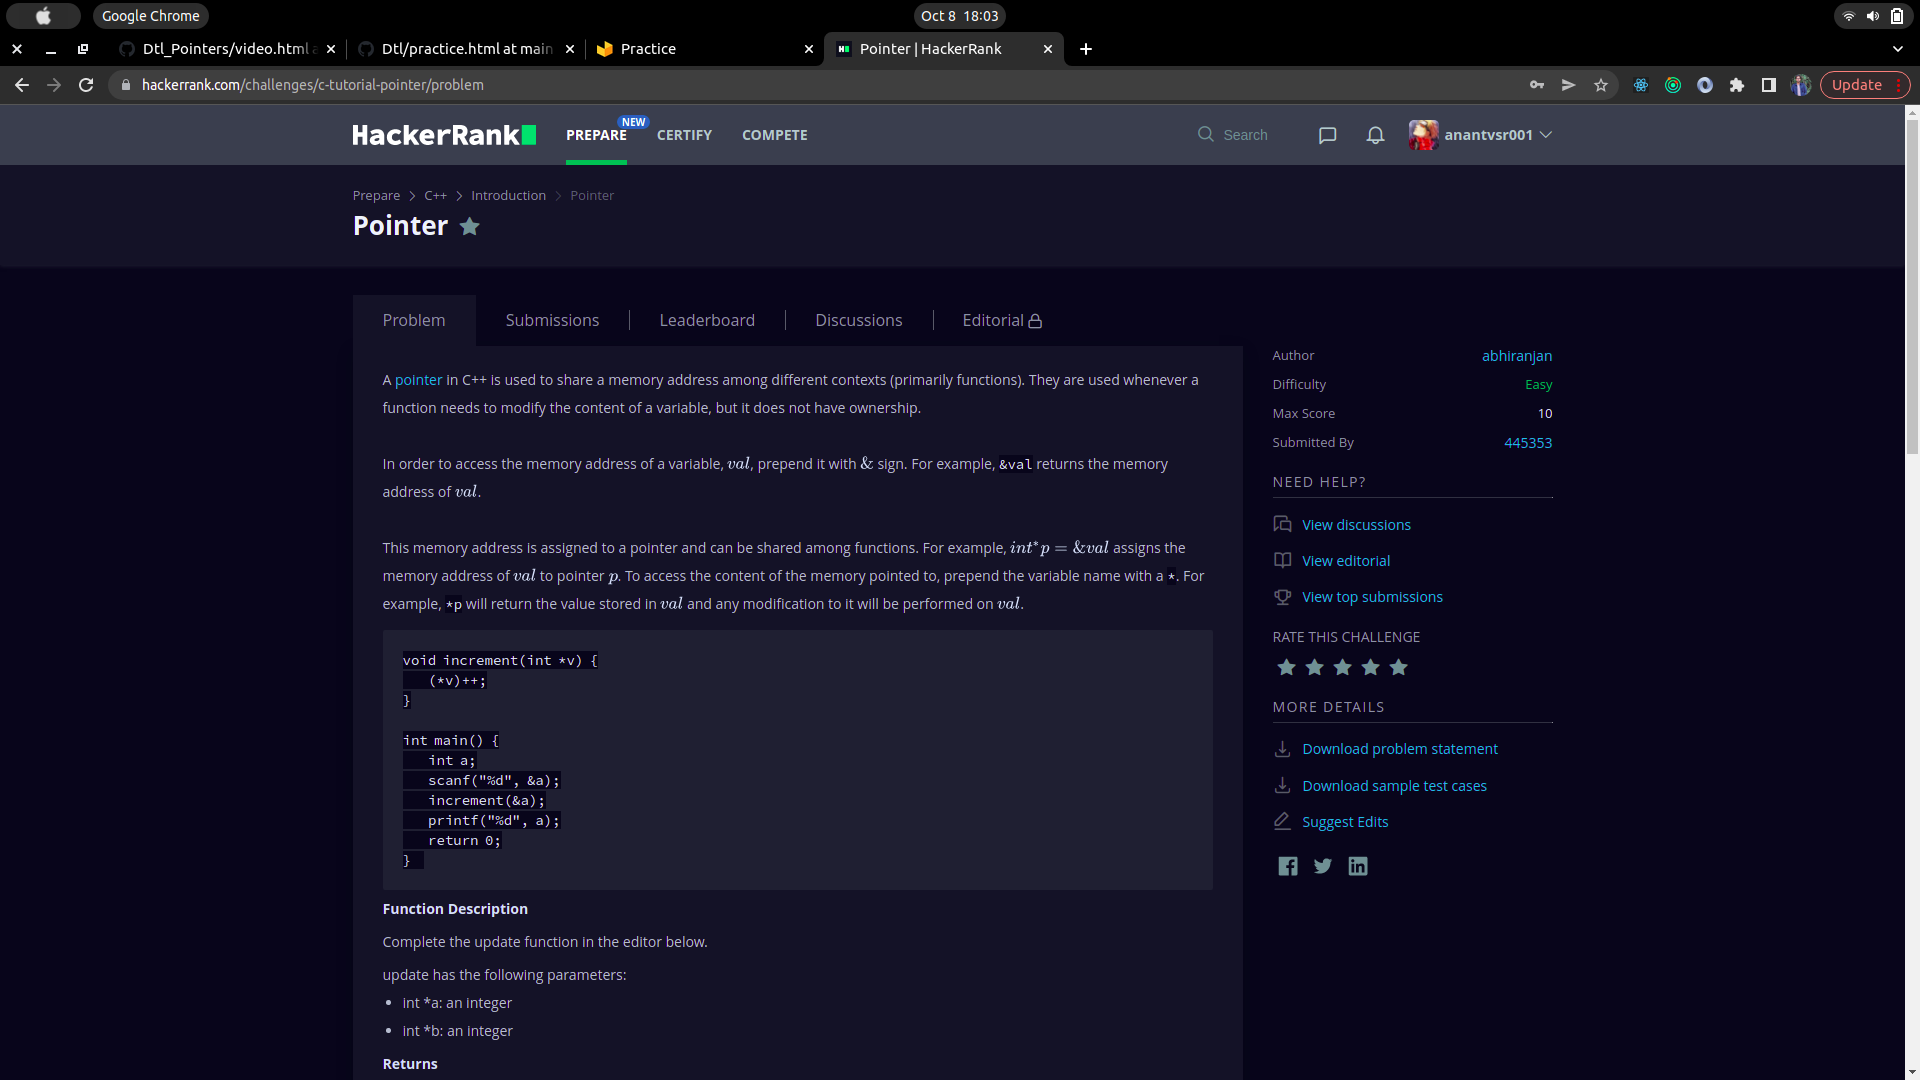 Google Chrome
Oct 8 18:03
Dtl_Pointers/video.html a
Dtl/practice.html at main
Practice
Pointer | HackerRank
hackerrank.com/challenges/c-tutorial-pointer/problem
Update
HackerRank
PREPARE
NEW
CERTIFY
COMPETE
Search
anantvsr001
Prepare > C++ > Introduction > Pointer
Pointer
Problem
Submissions
Leaderboard
Discussions
Editorial
A pointer in C++ is used to share a memory address among different contexts (primarily functions). They are used whenever a
function needs to modify the content of a variable, but it does not have ownership.
In order to access the memory address of a variable, val, prepend it with & sign. For example, &val returns the memory
address of val.
This memory address is assigned to a pointer and can be shared among functions. For example, int* p = &val assigns the
memory address of val to pointer p. To access the content of the memory pointed to, prepend the variable name with a *. For
example, *p will return the value stored in val and any modification to it will be performed on val.
void increment(int *v) {
(*v)++;
}
int main() {
int a;
scanf("%d", &a);
increment(&a);
printf("%d", a);
return 0;
}
Function Description
Complete the update function in the editor below.
update has the following parameters:
• int *a: an integer
• int *b: an integer
Returns
Author abhiranjan
Difficulty Easy
Max Score 10
Submitted By 445353
NEED HELP?
View discussions
View editorial
View top submissions
RATE THIS CHALLENGE
MORE DETAILS
Download problem statement
Download sample test cases
Suggest Edits